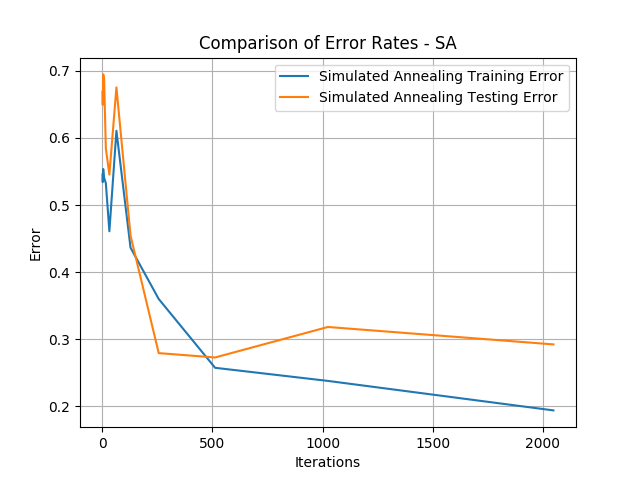 Comparison of Error Rates - SA
Simulated Annealing Training Error
Simulated Annealing Testing Error
Error
0.7
0.6
0.5
0.4
0.3
0.2
0 500 1000 1500 2000
Iterations